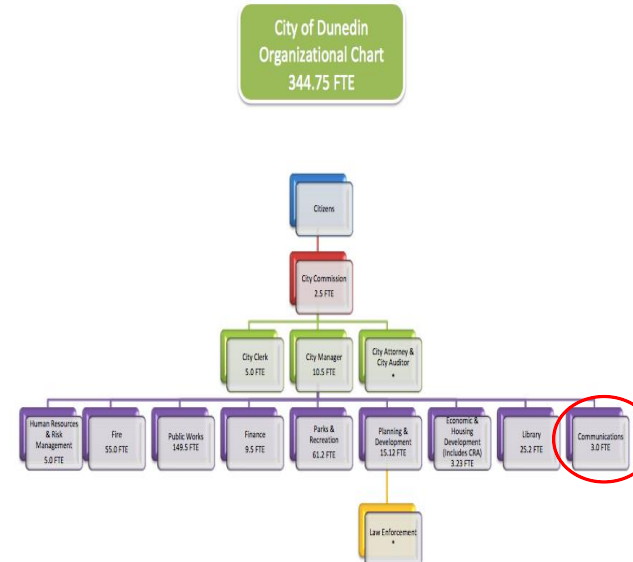 City of Dunedin
Organizational Chart
344.75 FTE
Citizens
City Commission
2.5 FTE
City Clerk
5.0 FTE
City Manager
10.5 FTE
City Attorney &
City Auditor
*
Human Resources
& Risk
Management
5.0 FTE
Fire
55.0 FTE
Public Works
149.5 FTE
Finance
9.5 FTE
Parks &
Recreation
61.2 FTE
Planning &
Development
15.12 FTE
Economic &
Housing
Development
(Includes CRA)
3.23 FTE
Library
25.2 FTE
Communications
3.0 FTE
Law Enforcement
*